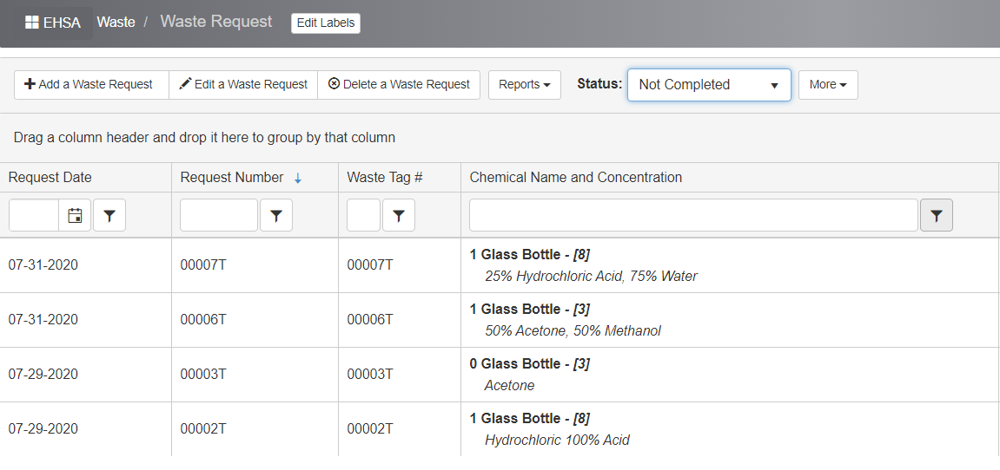 EHSA Waste / Waste Request Edit Labels
Add a Waste Request Edit a Waste Request Delete a Waste Request Reports Status: Not Completed More
Drag a column header and drop it here to group by that column
Request Date Request Number Waste Tag # Chemical Name and Concentration
07-31-2020 00007T 00007T 1 Glass Bottle - [8]
25% Hydrochloric Acid, 75% Water
07-31-2020 00006T 00006T 1 Glass Bottle - [3]
50% Acetone, 50% Methanol
07-29-2020 00003T 00003T 0 Glass Bottle - [3]
Acetone
07-29-2020 00002T 00002T 1 Glass Bottle - [8]
Hydrochloric 100% Acid